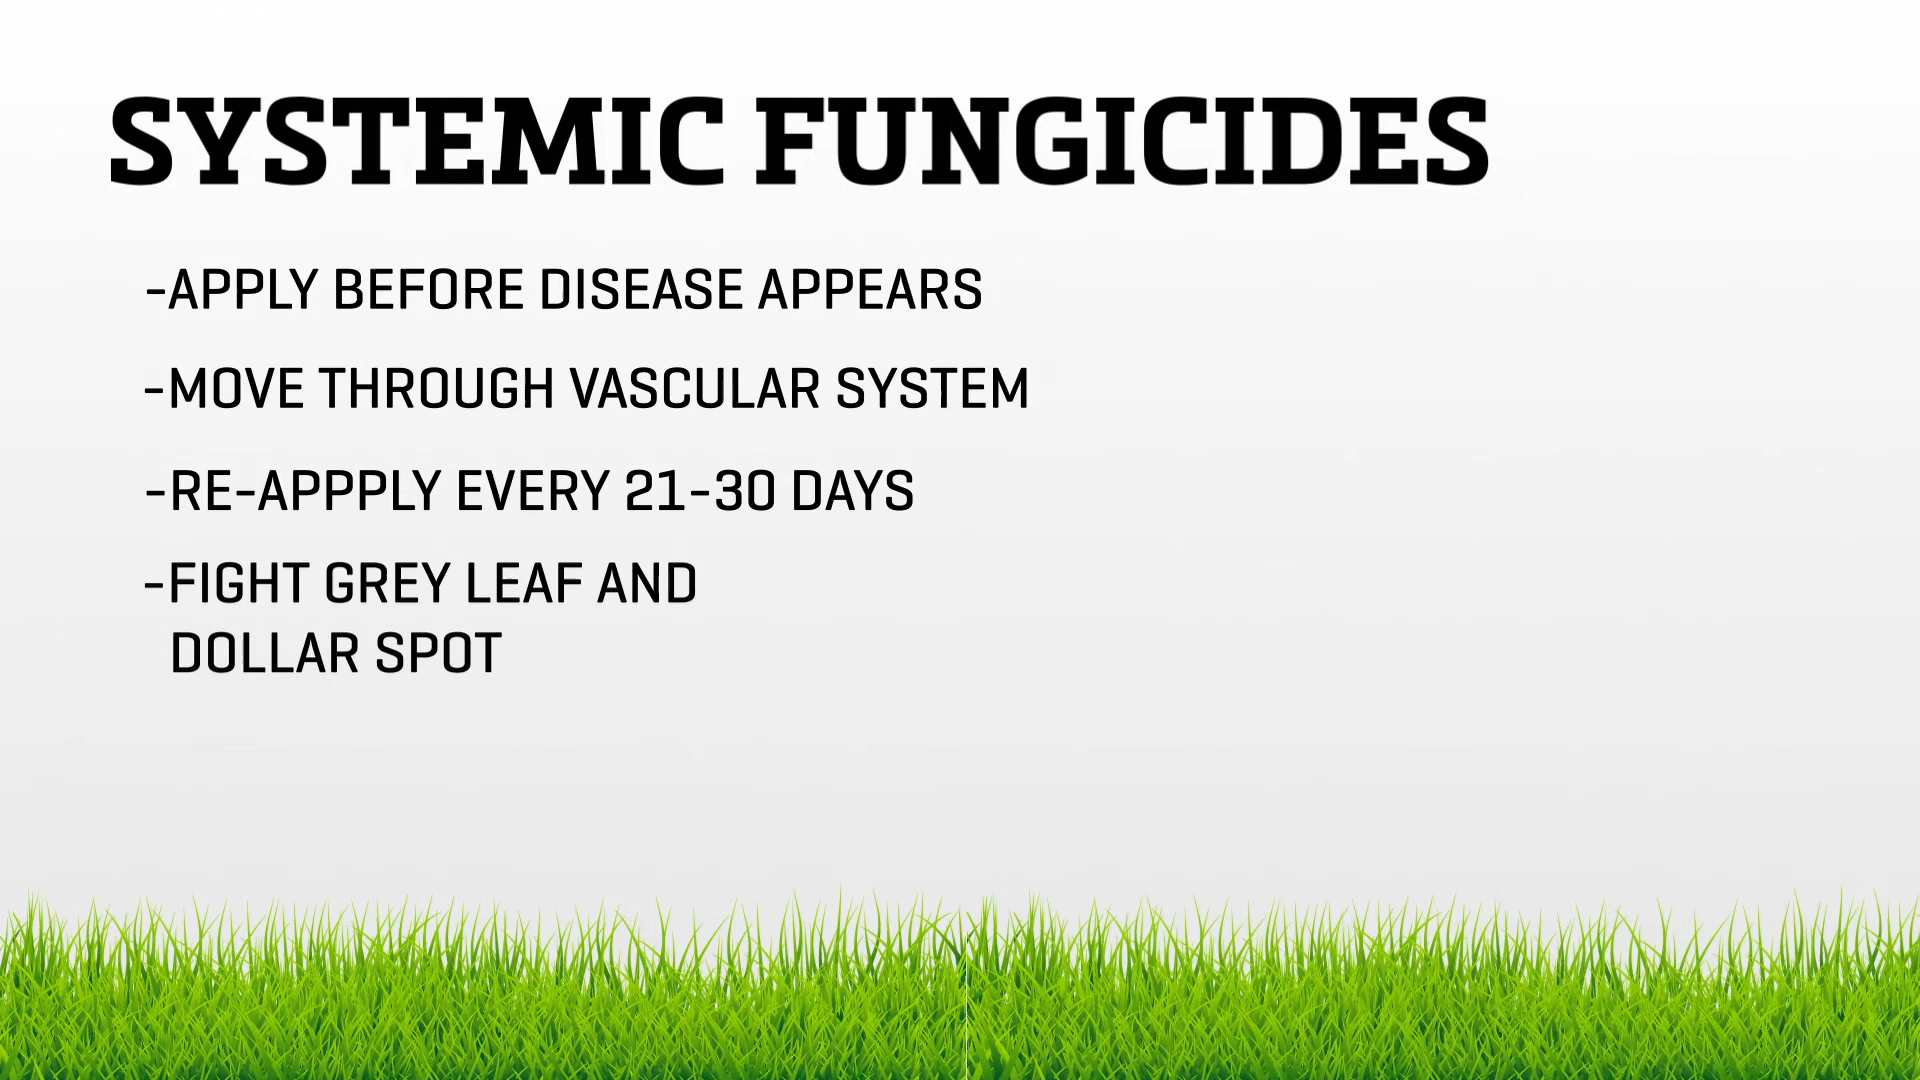 SYSTEMIC FUNGICIDES
-APPLY BEFORE DISEASE APPEARS
-MOVE THROUGH VASCULAR SYSTEM
-RE-APPPLY EVERY 21-30 DAYS
-FIGHT GREY LEAF AND
DOLLAR SPOT